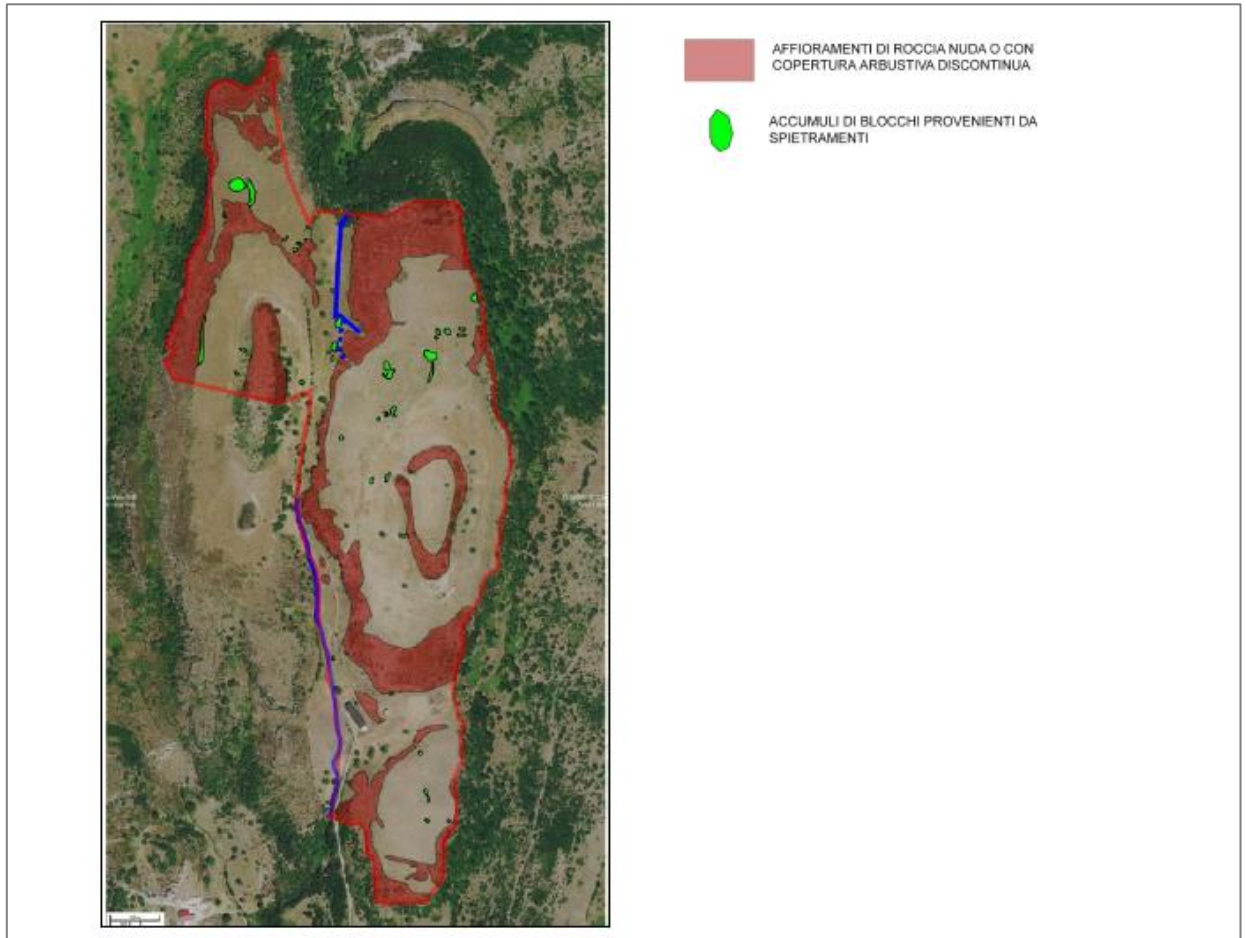 AFFIORAMENTI DI ROCCIA NUDA O CON
COPERTURA ARBUSTIVA DISCONTINUA
ACCUMULI DI BLOCCHI PROVENIENTI DA
SPIETRAMENTI